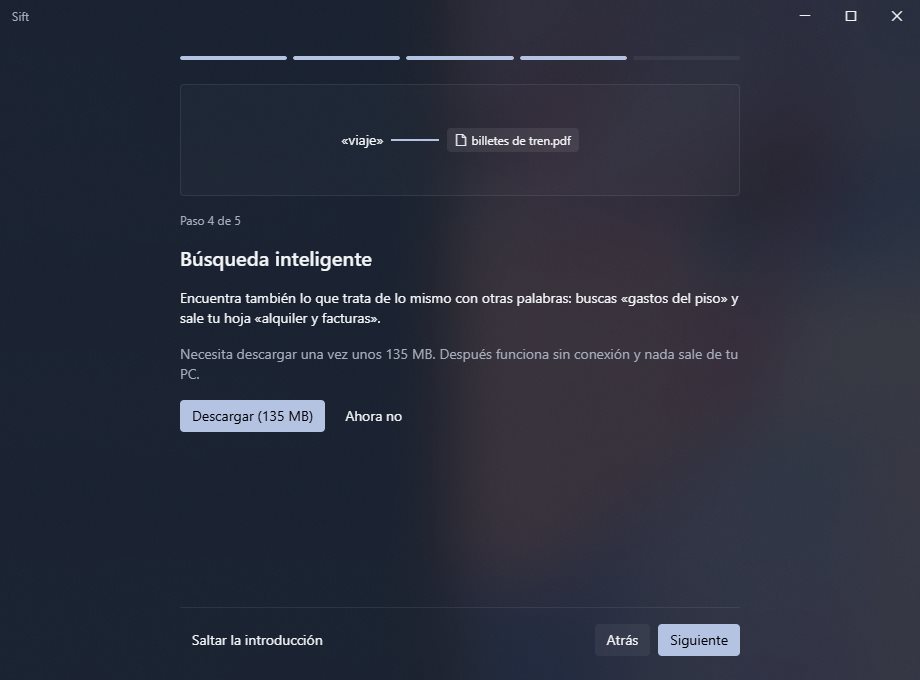 Sift
«viaje» billetes de tren.pdf
Paso 4 de 5
Búsqueda inteligente
Encuentra también lo que trata de lo mismo con otras palabras: buscas «gastos del piso» y
sale tu hoja «alquiler y facturas».
Necesita descargar una vez unos 135 MB. Después funciona sin conexión y nada sale de tu
PC.
Descargar (135 MB) Ahora no
Saltar la introducción Atrás Siguiente